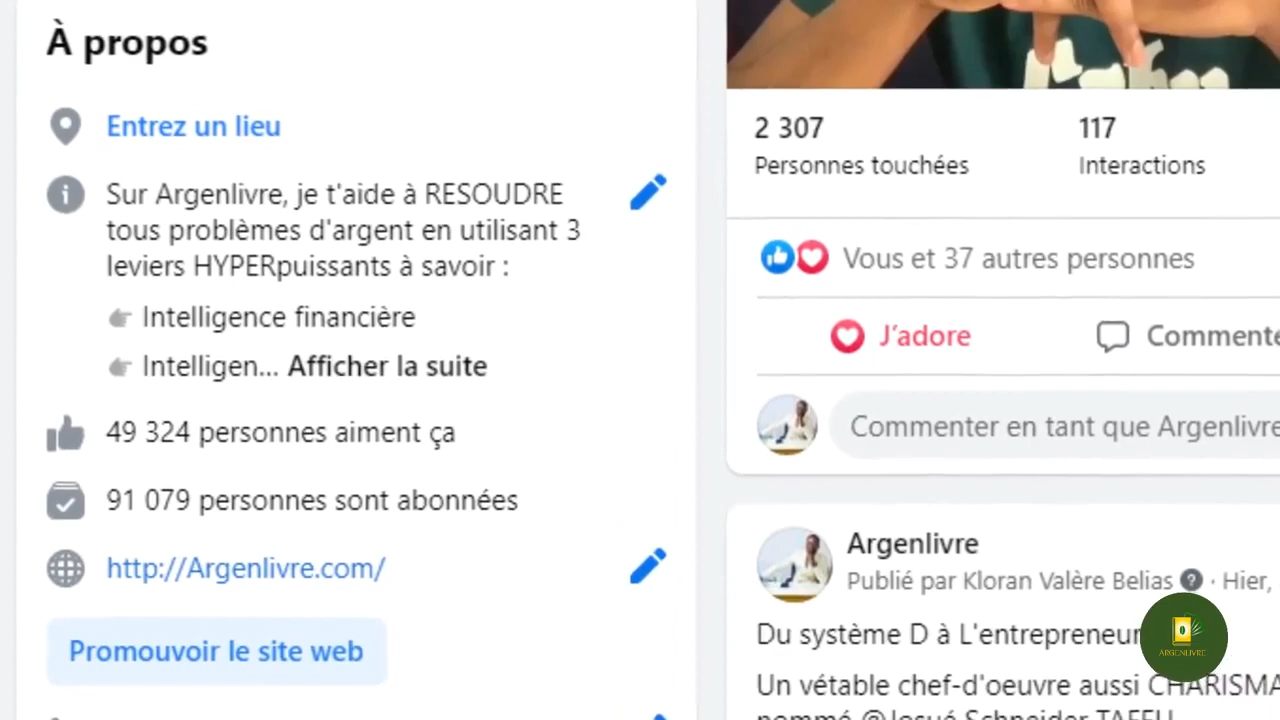 À propos
Entrez un lieu
Sur Argenlivre, je t'aide à RESOUDRE
tous problèmes d'argent en utilisant 3
leviers HYPERpuissants à savoir :
Intelligence financière
Intelligen... Afficher la suite
49 324 personnes aiment ça
91 079 personnes sont abonnées
http://Argenlivre.com/
Promouvoir le site web
2 307
Personnes touchées
117
Interactions
Vous et 37 autres personnes
J'adore
Commente
Commenter en tant que Argenlivre
Argenlivre
Publié par Kloran Valère Belias · Hier,
Du système D à L'entrepreneur
Un vétable chef-d'oeuvre aussi CHARISMA
nommé @Josué Schneider TAFEU
ARGENLIVRE